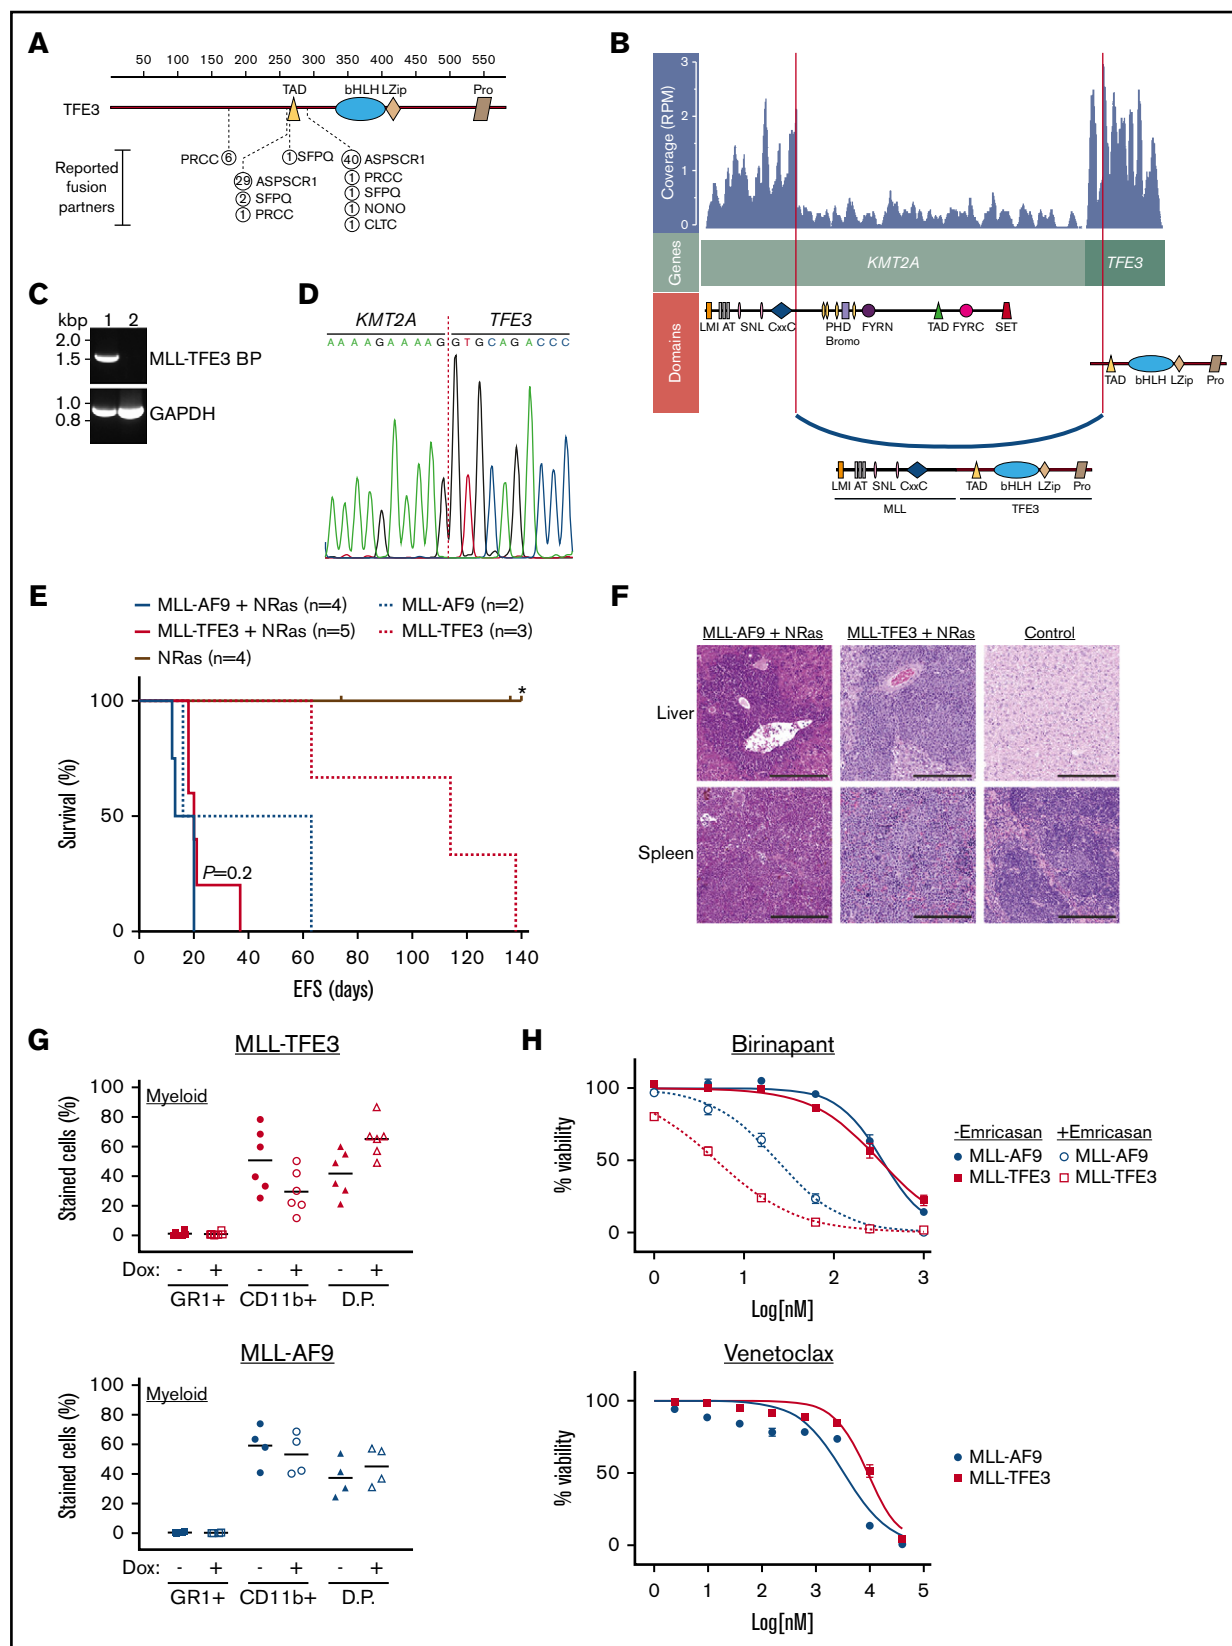 A
50 100 150 200 250 300 350 400 450 500 550
TAD bHLH LZip Pro
TFE3
Reported
fusion
partners
PRCC 6
1 SFPQ
40 ASPSCR1
29 ASPSCR1
1 PRCC
2 SFPQ
1 SFPQ
1 PRCC
1 NONO
1 CLTC
B
Coverage (RPM)
3
2
1
0
Genes
KMT2A
TFE3
Domains
LMI AT SNL CxxC PHD FYRN TAD FYRC SET
Bromo
TAD bHLH LZip Pro
LMI AT SNL CxxC TAD bHLH LZip Pro
MLL TFE3
C
kbp 1 2
2.0
1.5
MLL-TFE3 BP
1.0
0.8
GAPDH
D
KMT2A TFE3
A A A A G A A A A G G T G C A G A C C C
E
MLL-AF9 + NRas (n=4)
MLL-AF9 (n=2)
MLL-TFE3 + NRas (n=5)
MLL-TFE3 (n=3)
NRas (n=4)
Survival (%)
100
50
0
*
P=0.2
0 20 40 60 80 100 120 140
EFS (days)
F
MLL-AF9 + NRas MLL-TFE3 + NRas Control
Liver
Spleen
G
MLL-TFE3
Myeloid
Stained cells (%)
100
80
60
40
20
0
Dox: - + - + - +
GR1+ CD11b+ D.P.
MLL-AF9
Myeloid
Stained cells (%)
100
80
60
40
20
0
Dox: - + - + - +
GR1+ CD11b+ D.P.
H
Birinapant
% viability
100
50
0
0 1 2 3
Log[nM]
-Emricasan +Emricasan
MLL-AF9 MLL-AF9
MLL-TFE3 MLL-TFE3
Venetoclax
% viability
100
50
0
0 1 2 3 4 5
Log[nM]
MLL-AF9
MLL-TFE3